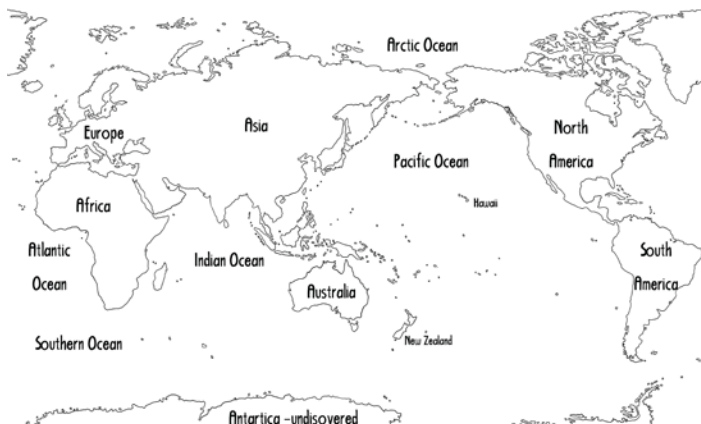 Arctic Ocean
Europe
Asia
North
America
Pacific Ocean
Africa
Hawaii
Atlantic
Ocean
Indian Ocean
South
America
Australia
Southern Ocean
New Zealand
Antartica -undisovered